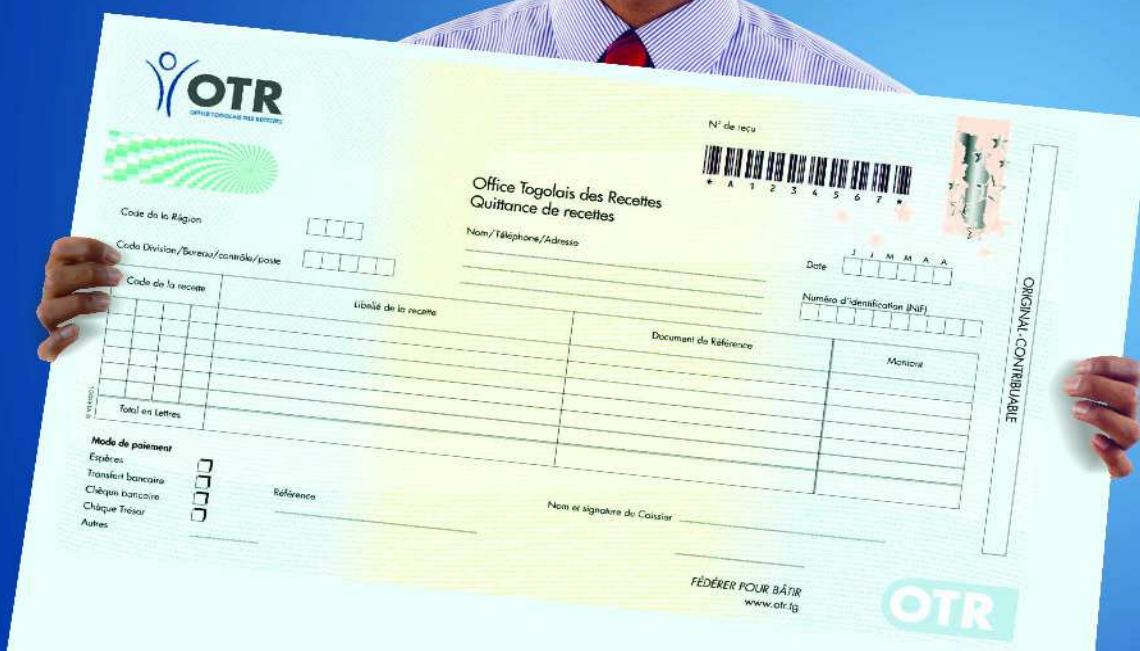 OTR
OFFICE TOGOLAIS DES RECETTES
N° de reçu
* A 1 2 3 4 5 6 7 *
Office Togolais des Recettes
Quittance de recettes
Code de la Région
Nom/Téléphone/Adresse
J J M M A A
Date
Code Division/Bureau/contrôle/poste
Numéro d'identification (NIF)
Code de la recette
Libellé de la recette
Document de Référence
Montant
ORIGINAL-CONTRIBUABLE
Total en Lettres
Mode de paiement
Espèces
Transfert bancaire
Chèque bancaire
Chèque Trésor
Autres
Référence
Nom et signature du Caissier
FÉDÉRER POUR BÂTIR
www.otr.tg
OTR